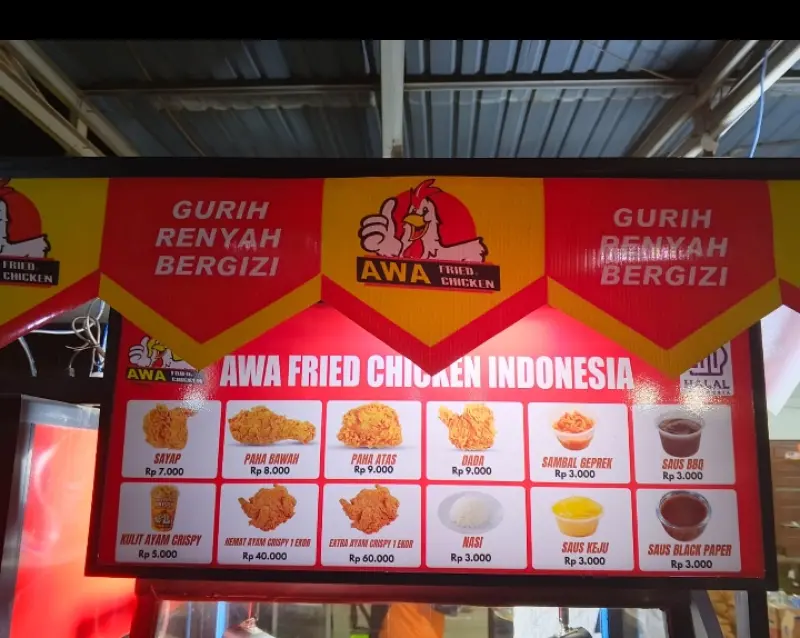 GURIH
RENYAH
BERGIZI
AWA FRIED CHICKEN
GURIH
RENYAH
BERGIZI
FRIED
CHICKEN
AWA
AWA FRIED CHICKEN INDONESIA
HALAL
SAYAP
Rp 7.000
PAHA BAWAH
Rp 8.000
PAHA ATAS
Rp 9.000
DADA
Rp 9.000
SAMBAL GEPREK
Rp 3.000
SAUS BBQ
Rp 3.000
KULIT AYAM CRISPY
Rp 5.000
HEMAT AYAM CRISPY 1 EKOR
Rp 40.000
EXTRA AYAM CRISPY 1 EKOR
Rp 60.000
NASI
Rp 3.000
SAUS KEJU
Rp 3.000
SAUS BLACK PAPER
Rp 3.000